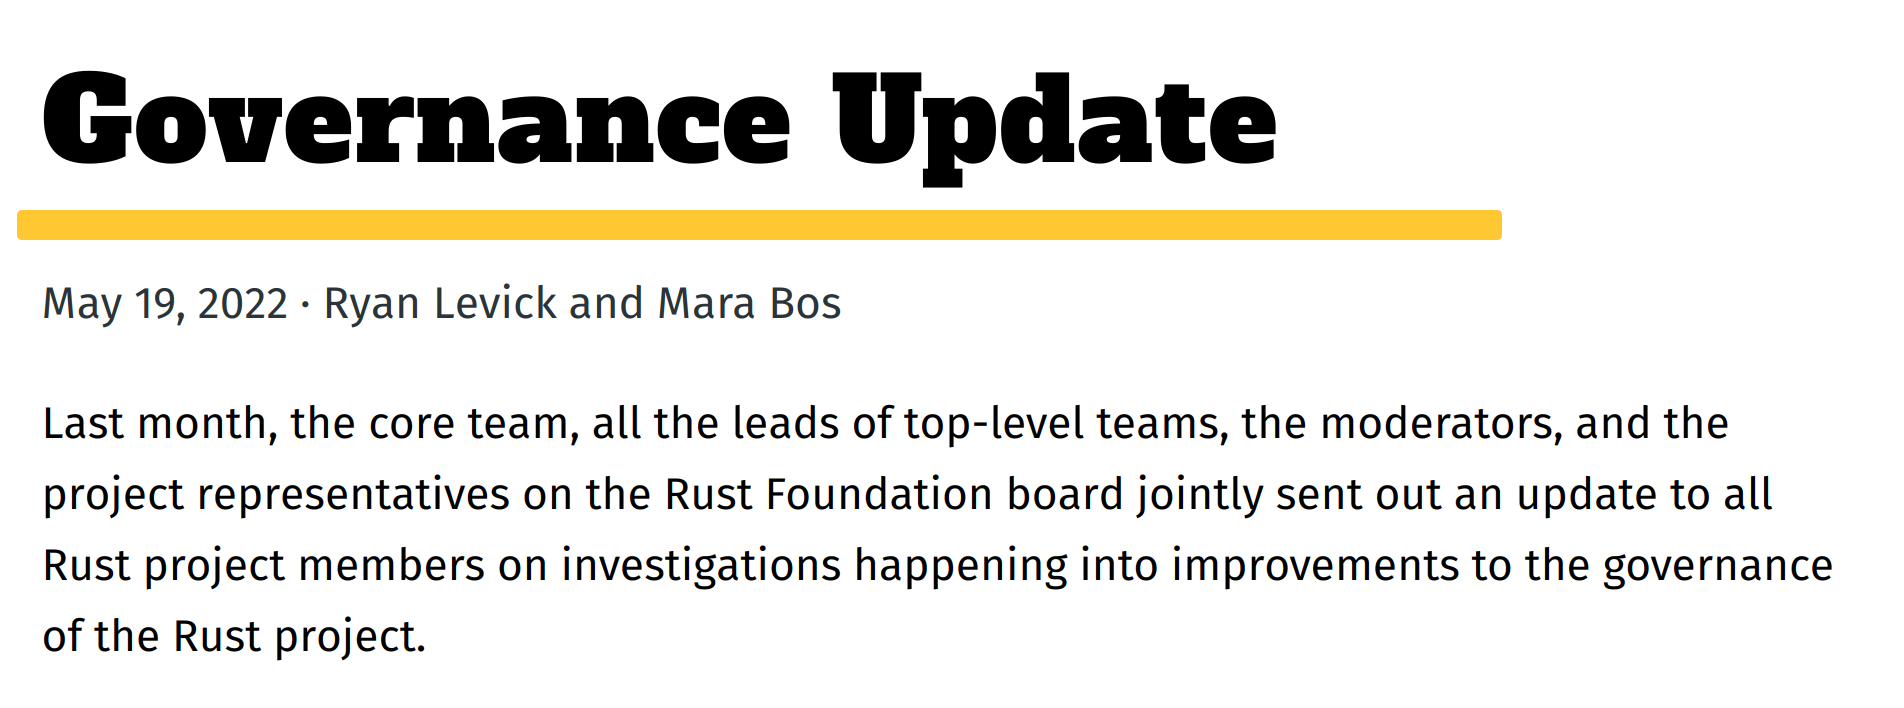 Governance Update
May 19, 2022 · Ryan Levick and Mara Bos
Last month, the core team, all the leads of top-level teams, the moderators, and the
project representatives on the Rust Foundation board jointly sent out an update to all
Rust project members on investigations happening into improvements to the governance
of the Rust project.